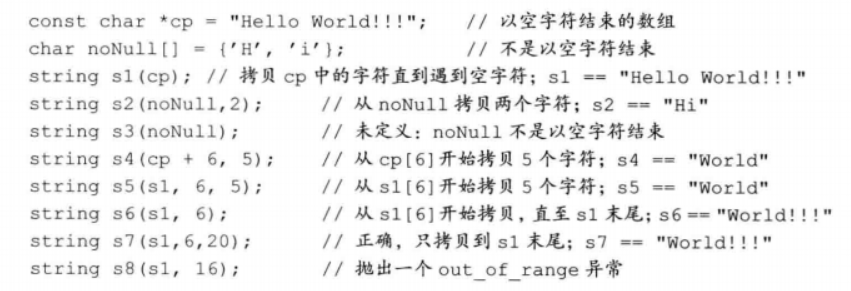 const char *cp = "Hello World!!!"; // 以空字符结束的数组
char noNull[] = {'H', 'i'}; // 不是以空字符结束
string s1(cp); // 拷贝 cp 中的字符直到遇到空字符; s1 == "Hello World!!!"
string s2(noNull,2); // 从 noNull 拷贝两个字符; s2 == "Hi"
string s3(noNull); // 未定义: noNull 不是以空字符结束
string s4(cp + 6, 5); // 从 cp[6]开始拷贝 5 个字符; s4 == "World"
string s5(s1, 6, 5); // 从 s1[6]开始拷贝 5 个字符; s5 == "World"
string s6(s1, 6); // 从 s1[6]开始拷贝, 直至 s1 末尾; s6 == "World!!!"
string s7(s1,6,20); // 正确, 只拷贝到 s1 末尾; s7 == "World!!!"
string s8(s1, 16); // 抛出一个 out_of_range 异常